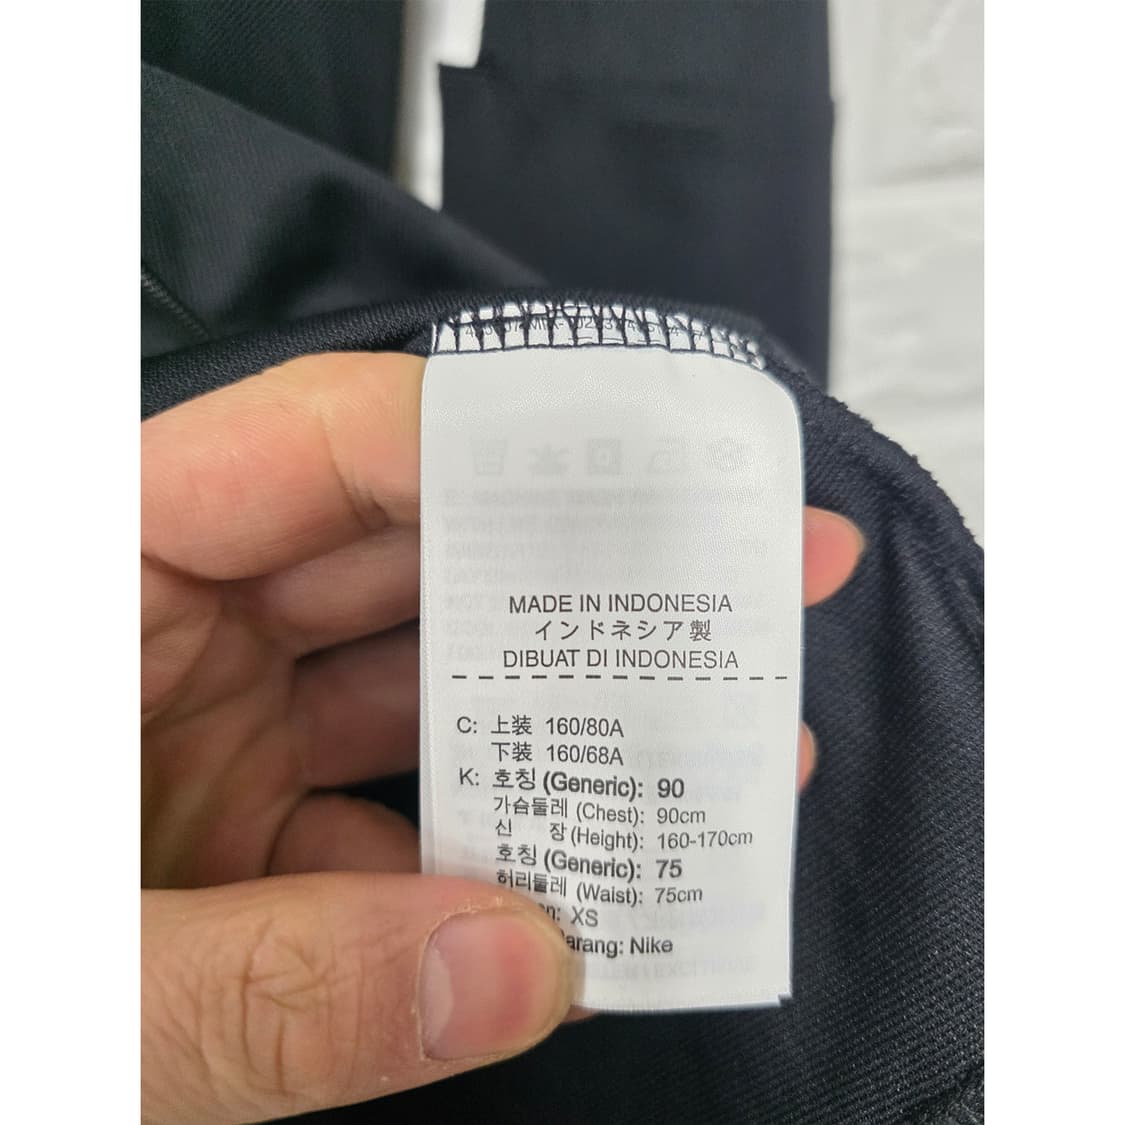 MADE IN INDONESIA
インドネシア製
DIBUAT DI INDONESIA
C: 上装 160/80A
下装 160/68A
K: 호칭 (Generic): 90
가슴둘레 (Chest): 90cm
신 장 (Height): 160-170cm
호칭 (Generic): 75
허리둘레 (Waist): 75cm
XS
Nike